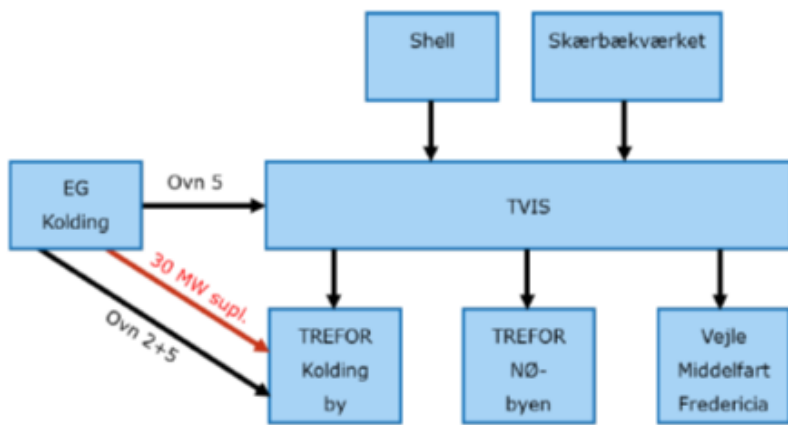 Shell
Skærbækværket
EG
Kolding
Ovn 5
TVIS
30 MW supl.
Ovn 2+5
TREFOR
Kolding
by
TREFOR
NØ-
byen
Vejle
Middelfart
Fredericia